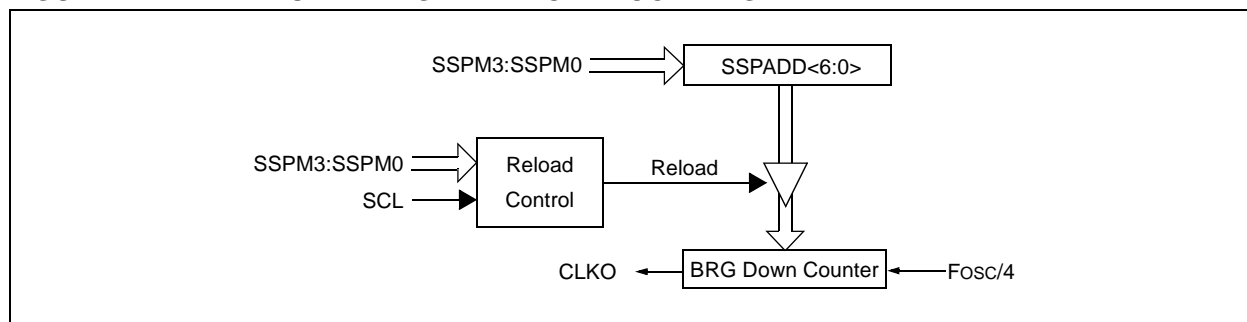 SSPM3:SSPM0
SSPADD<6:0>
SSPM3:SSPM0
SCL
Reload
Control
Reload
CLKO
BRG Down Counter
FOSC/4